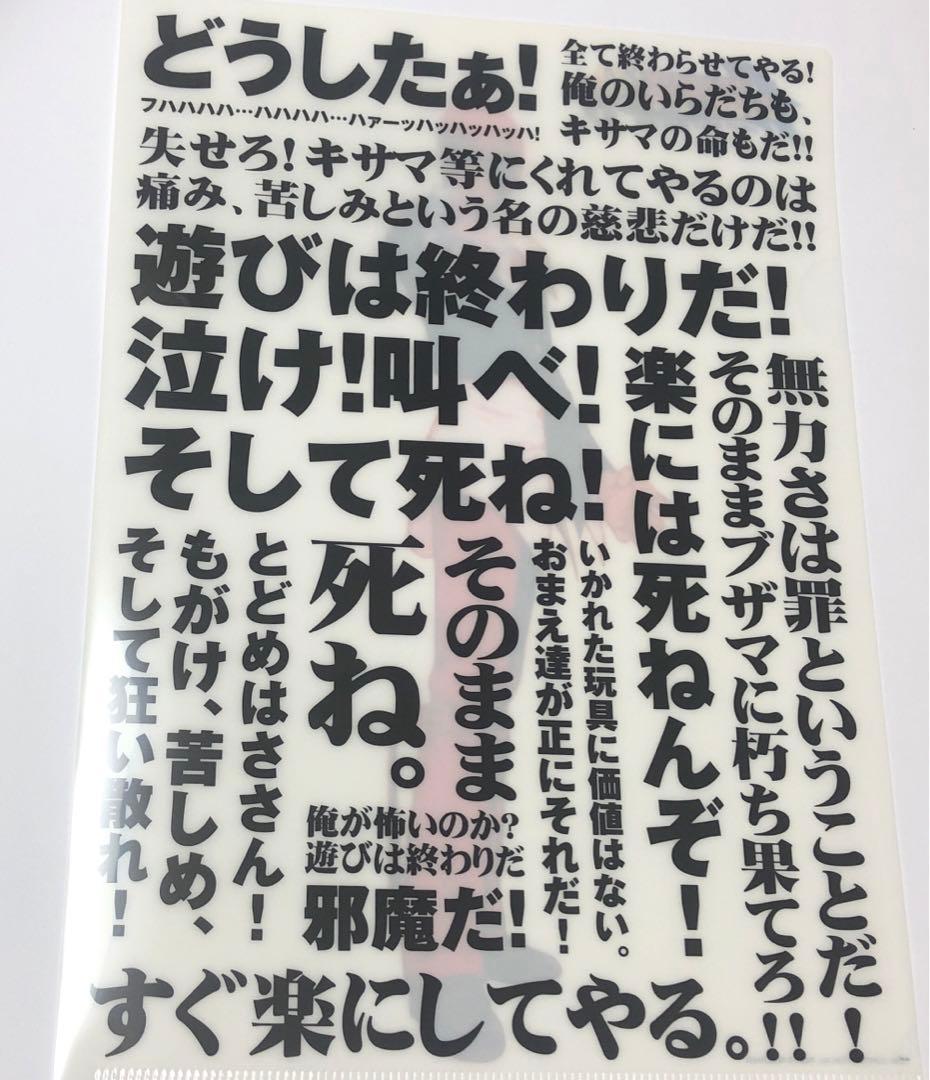 どうしたぁ!
フハハハハ…ハハハハ…ハァーッハッハッハッハ!
全て終わらせてやる!
俺のいらだちも、
キサマの命もだ!!
失せろ!キサマ等にくれてやるのは
痛み、苦しみという名の慈悲だけだ!!
遊びは終わりだ!
泣け!叫べ!
そして死ね!
無力さは罪ということだ!
そのままブザマに朽ち果てろ!!
楽には死ねんぞ!
いかれた玩具に価値はない。
おまえ達が正にそれだ!
そのまま
死ね。
とどめはささん!
もがけ、苦しめ、
そして狂い散れ!
俺が怖いのか?
遊びは終わりだ
邪魔だ!
すぐ楽にしてやる。